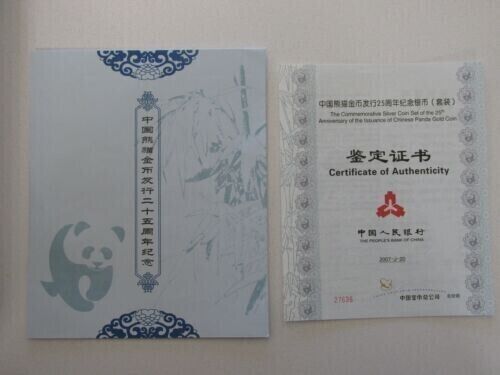 中国熊猫金币发行二十五周年纪念
中国熊猫金币发行25周年纪念银币（套装）
The Commemorative Silver Coin Set of the 25th
Anniversary of the Issuance of Chinese Panda Gold Coin
鉴定证书
Certificate of Authenticity
中国人民银行
THE PEOPLE'S BANK OF CHINA
27636
中国金币总公司